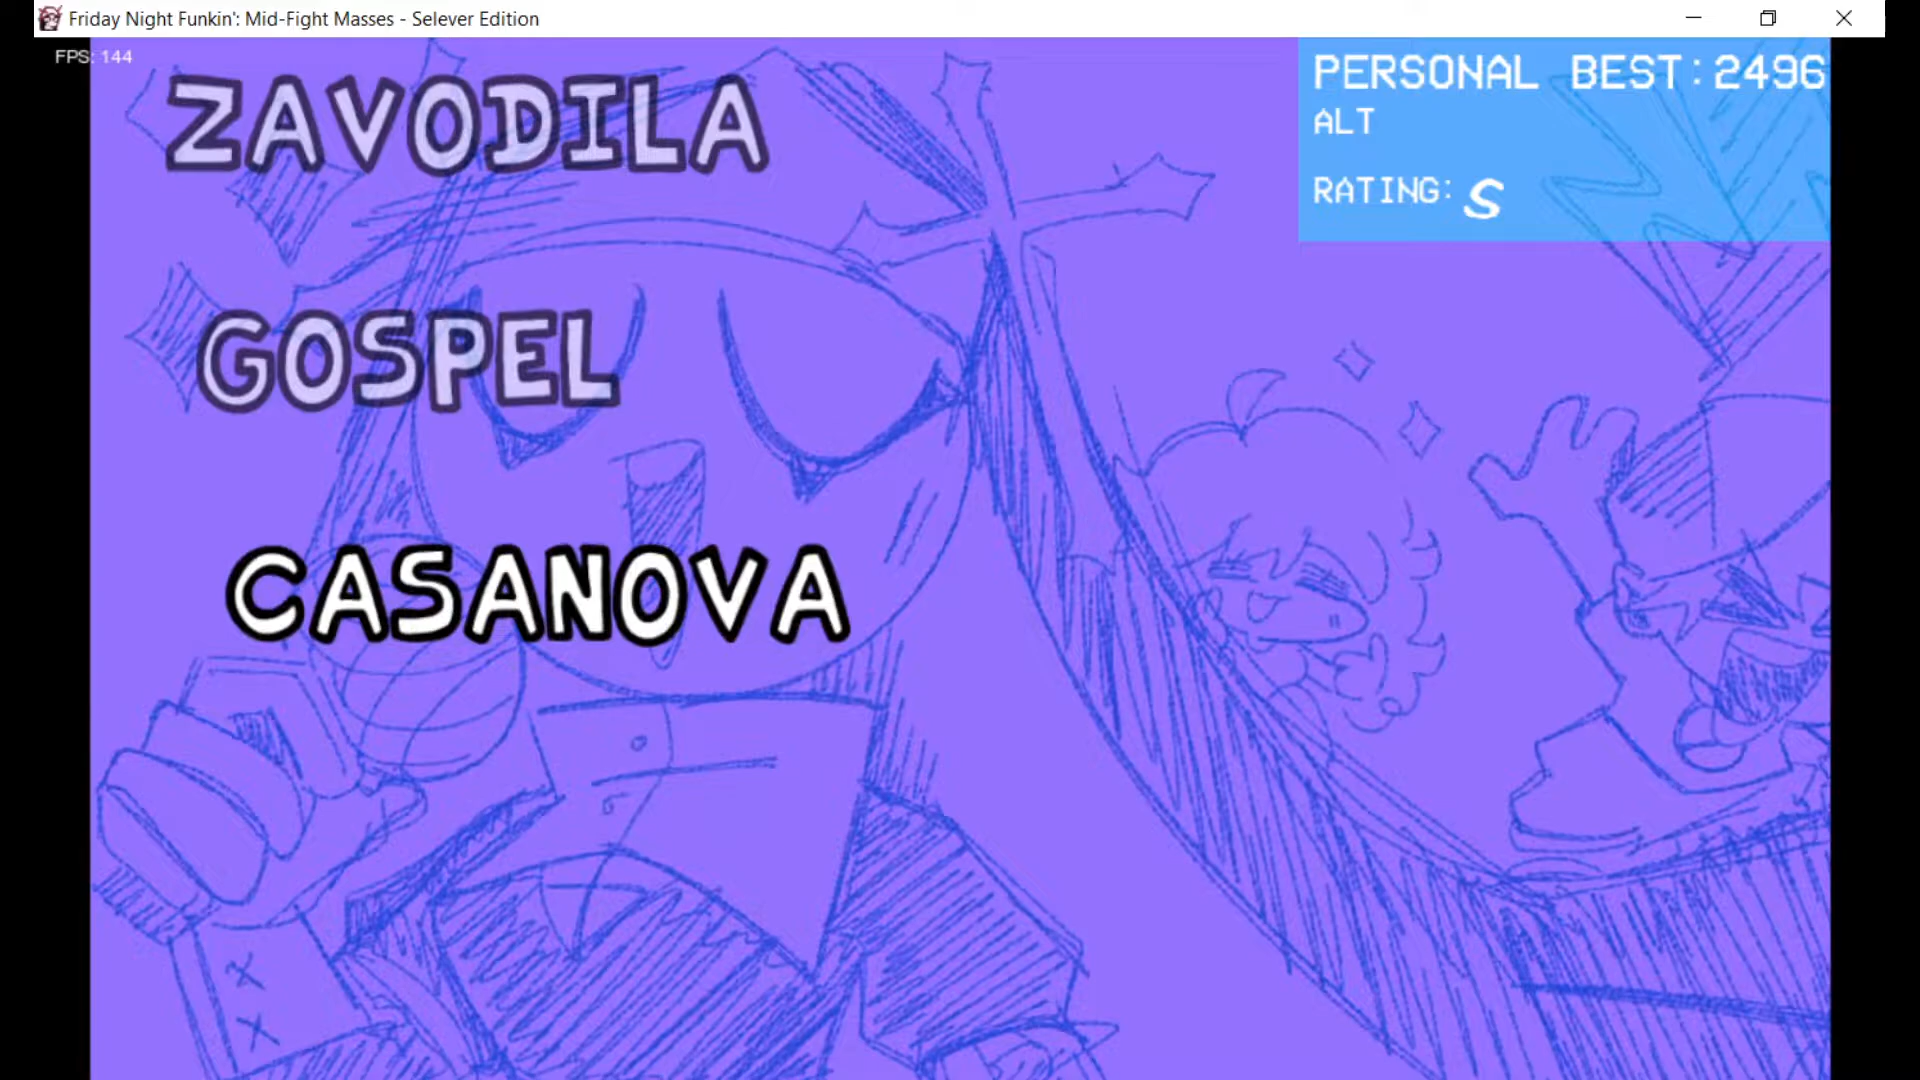 Friday Night Funkin': Mid-Fight Masses - Selever Edition
FPS: 144
PERSONAL BEST:2496
ALT
RATING: S
ZAVODILA
GOSPEL
CASANOVA